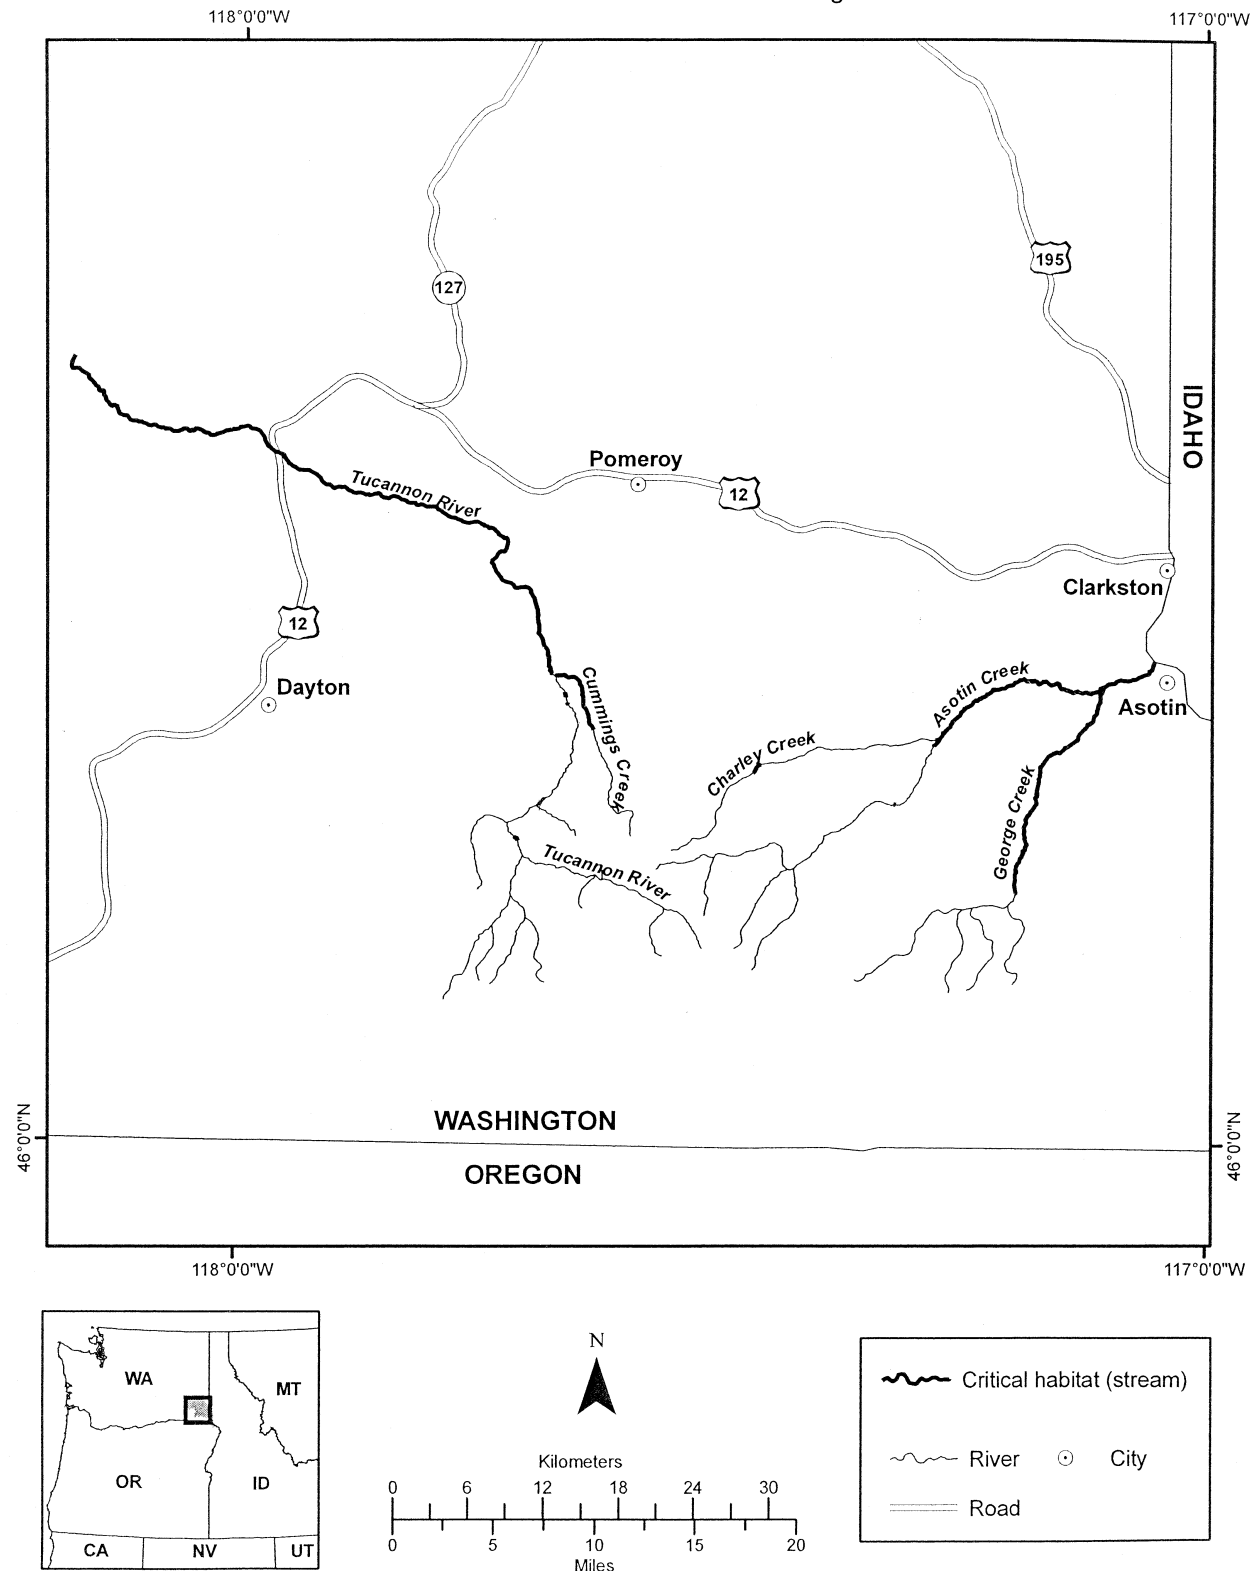 118°0'0"W
117°0'0"W
195
127
IDAHO
Pomeroy
12
Tucannon River
Clarkston
12
Dayton
Cummings Creek
Asotin Creek
Asotin
Charley Creek
George Creek
Tucannon River
WASHINGTON
46°0'0"N
46°0'0"N
OREGON
118°0'0"W
117°0'0"W
WA
MT
OR
ID
CA
NV
UT
N
Kilometers
0 6 12 18 24 30
0 5 10 15 20
Miles
Critical habitat (stream)
River
City
Road